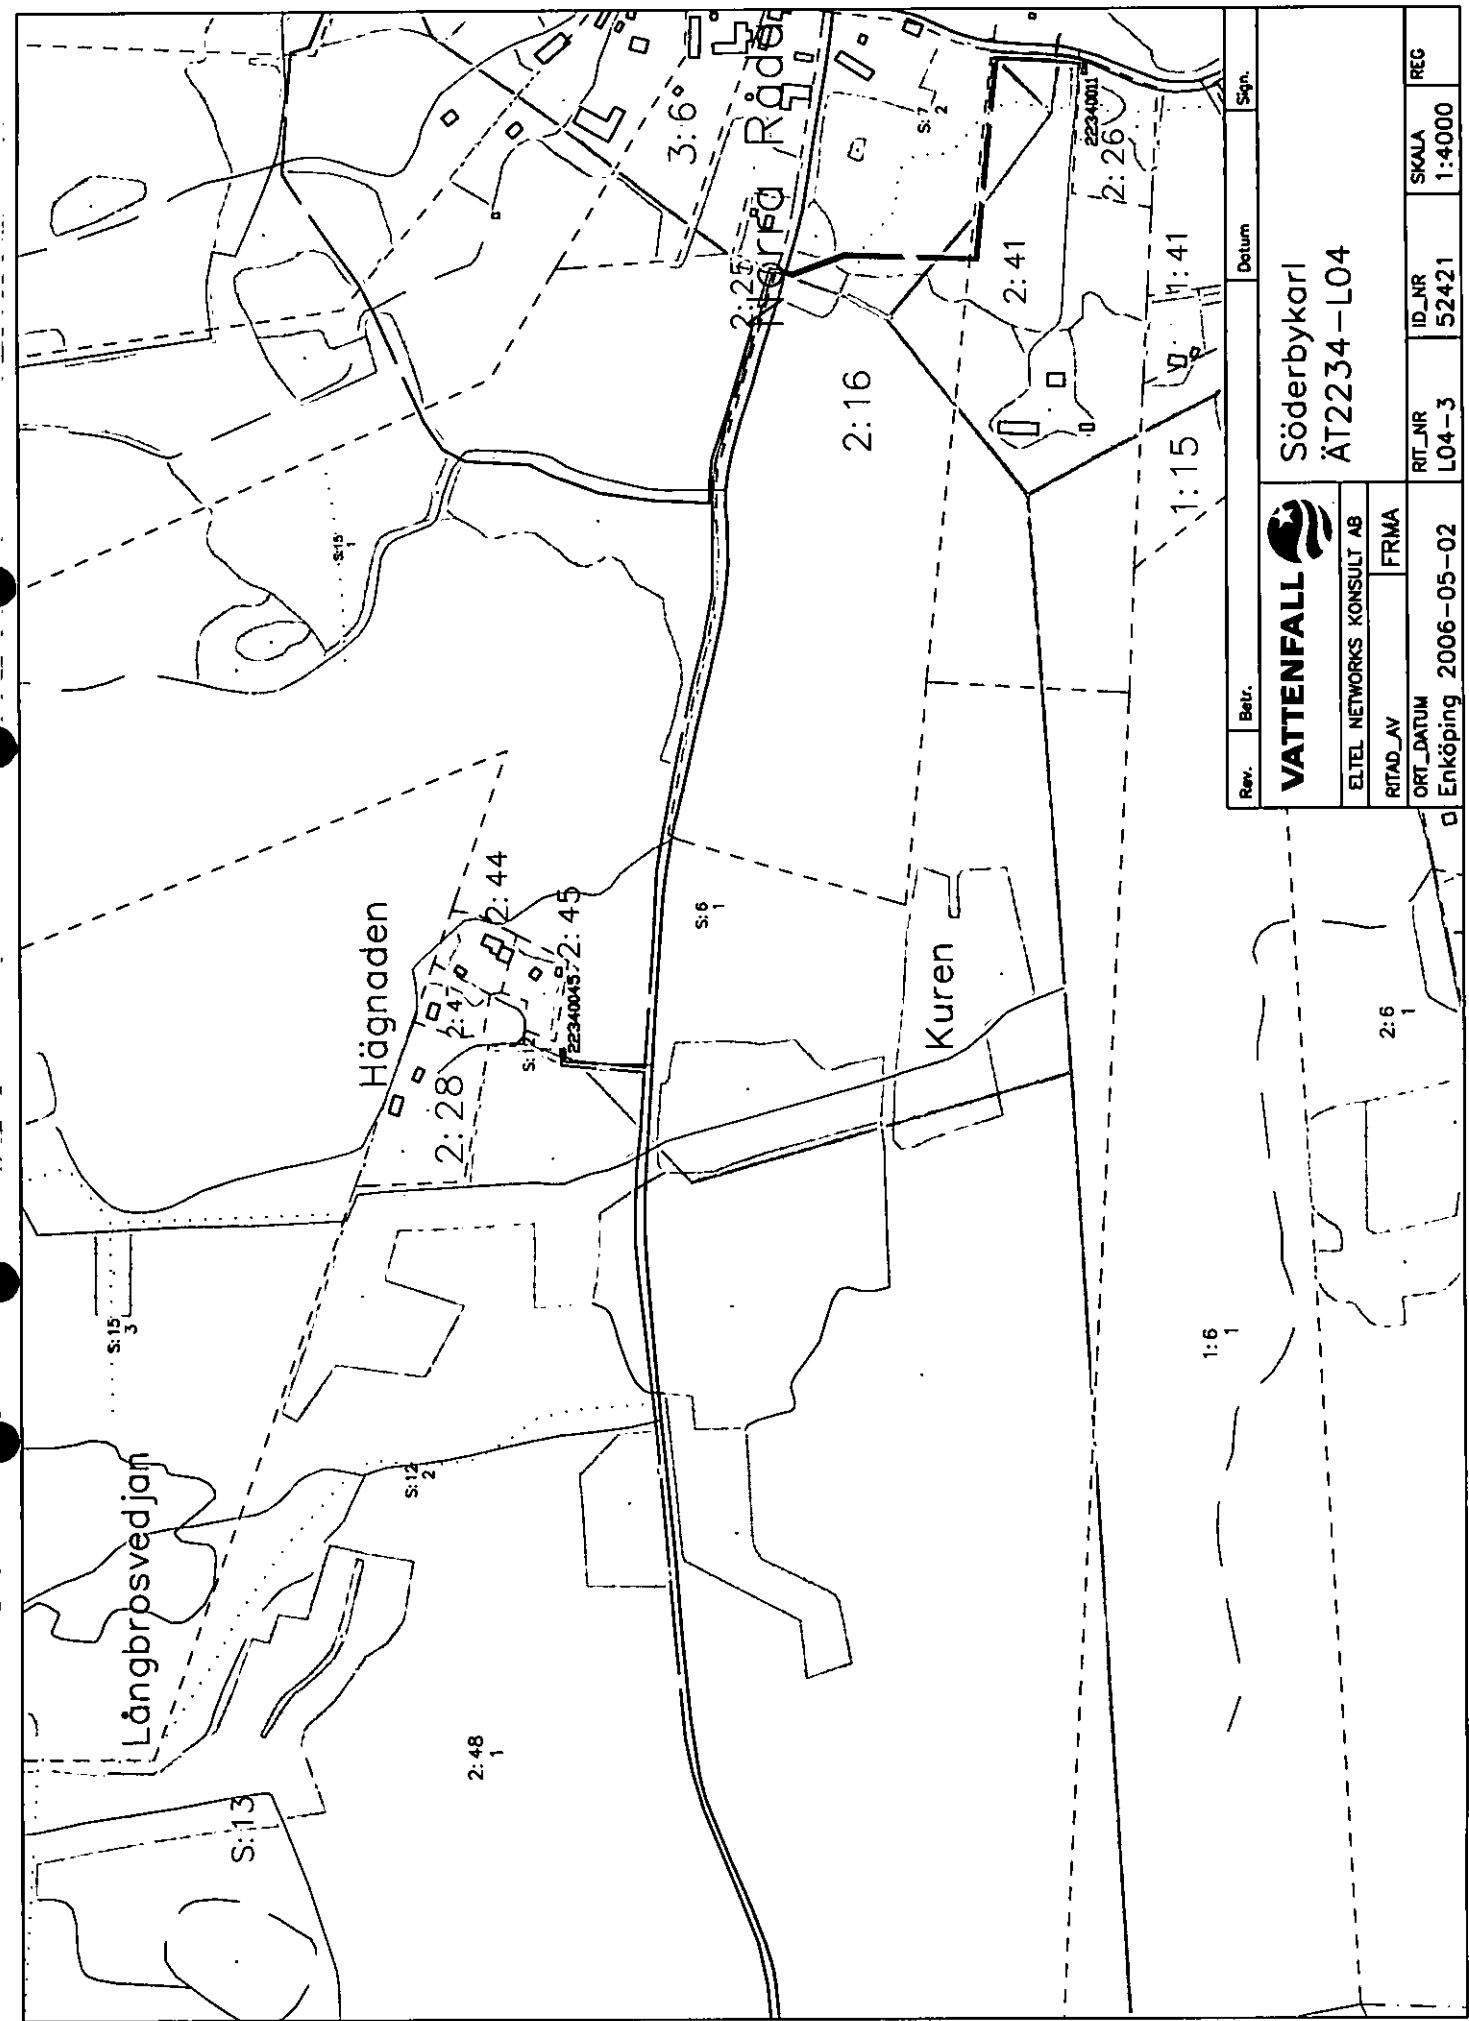 Långbrosvedjan
S:15
3
S:13
S:12
2
2:48
1
Hägnaden
2:28
2:47
2:44
2:45
S:2
22340045
S:15
1
S:6
1
Kuren
3:6
2:25
Norra Råda
2:16
S:7
2
22340011
2:26
2:41
1:41
1:15
1:6
1
2:6
1
Rev. Betr. Datum Sign.
VATTENFALL
ELTEL NETWORKS KONSULT AB
RITAD_AV FRMA
Söderbykarl
ÄT2234-L04
ORT_DATUM RIT_NR ID_NR SKALA REG
Enköping 2006-05-02 L04-3 52421 1:4000